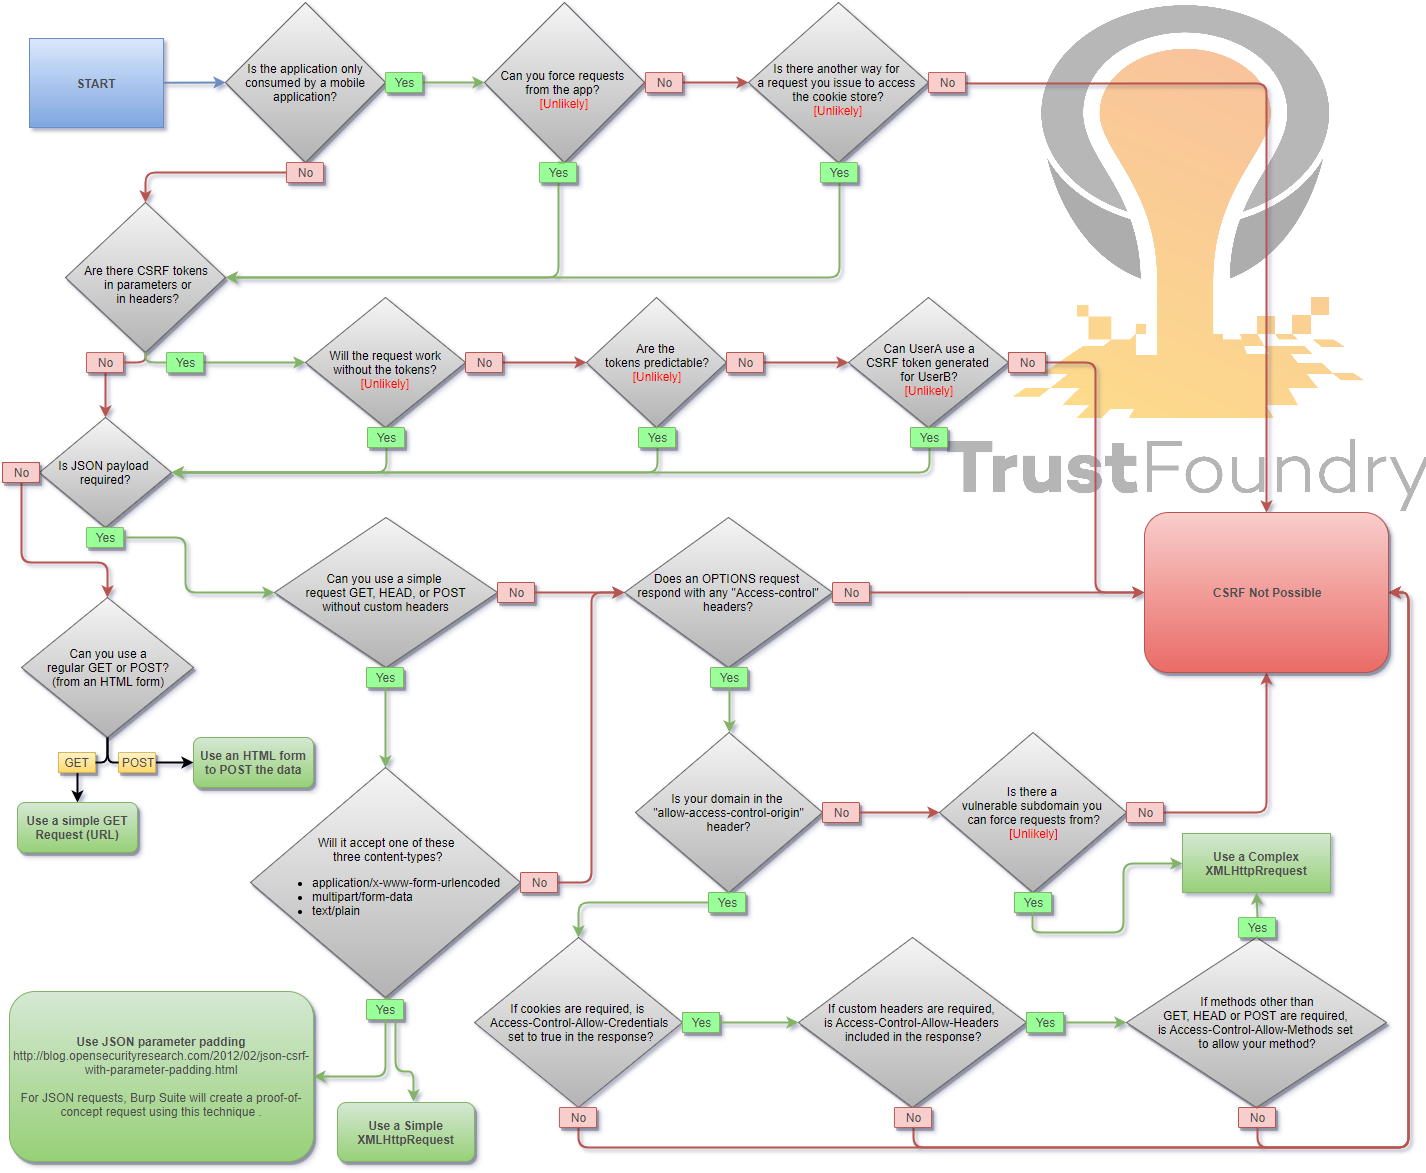 START
Is the application only
consumed by a mobile
application?
Yes
Can you force requests
from the app?
[Unlikely]
No
Is there another way for
a request you issue to access
the cookie store?
[Unlikely]
No
No
Yes
Yes
Are there CSRF tokens
in parameters or
in headers?
No
Yes
Will the request work
without the tokens?
[Unlikely]
No
Are the
tokens predictable?
[Unlikely]
No
Can UserA use a
CSRF token generated
for UserB?
[Unlikely]
No
Yes
Yes
Yes
TrustFoundry
Is JSON payload
required?
No
Yes
Can you use a simple
request GET, HEAD, or POST
without custom headers
No
Does an OPTIONS request
respond with any "Access-control"
headers?
No
CSRF Not Possible
Can you use a
regular GET or POST?
(from an HTML form)
Yes
Yes
GET
POST
Use an HTML form
to POST the data
Use a simple GET
Request (URL)
Is your domain in the
"allow-access-control-origin"
header?
No
Is there a
vulnerable subdomain you
can force requests from?
[Unlikely]
No
Will it accept one of these
three content-types?
• application/x-www-form-urlencoded
• multipart/form-data
• text/plain
No
Use a Complex
XMLHttpRrequest
Yes
Yes
Yes
If cookies are required, is
Access-Control-Allow-Credentials
set to true in the response?
Yes
If custom headers are required,
is Access-Control-Allow-Headers
included in the response?
Yes
If methods other than
GET, HEAD or POST are required,
is Access-Control-Allow-Methods set
to allow your method?
Yes
Use JSON parameter padding
http://blog.opensecurityresearch.com/2012/02/json-csrf-
with-parameter-padding.html
For JSON requests, Burp Suite will create a proof-of-
concept request using this technique .
Use a Simple
XMLHttpRequest
No
No
No